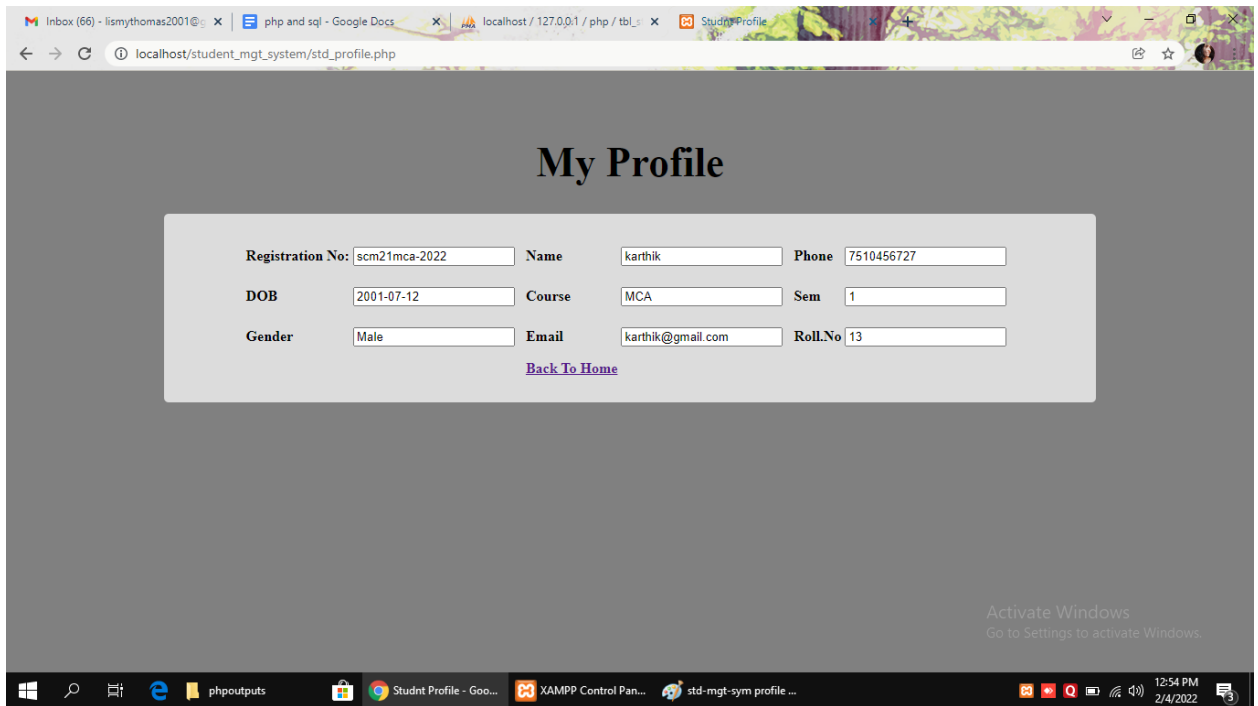 Inbox (66) - lismythomas2001@g
php and sql - Google Docs
localhost / 127.0.0.1 / php / tbl_s
Studnt Profile
localhost/student_mgt_system/std_profile.php
My Profile
Registration No: scm21mca-2022 Name karthik Phone 7510456727
DOB 2001-07-12 Course MCA Sem 1
Gender Male Email karthik@gmail.com Roll.No 13
Back To Home
Activate Windows
Go to Settings to activate Windows.
phpoutputs
Studnt Profile - Goo...
XAMPP Control Pan...
std-mgt-sym profile ...
12:54 PM
2/4/2022
3